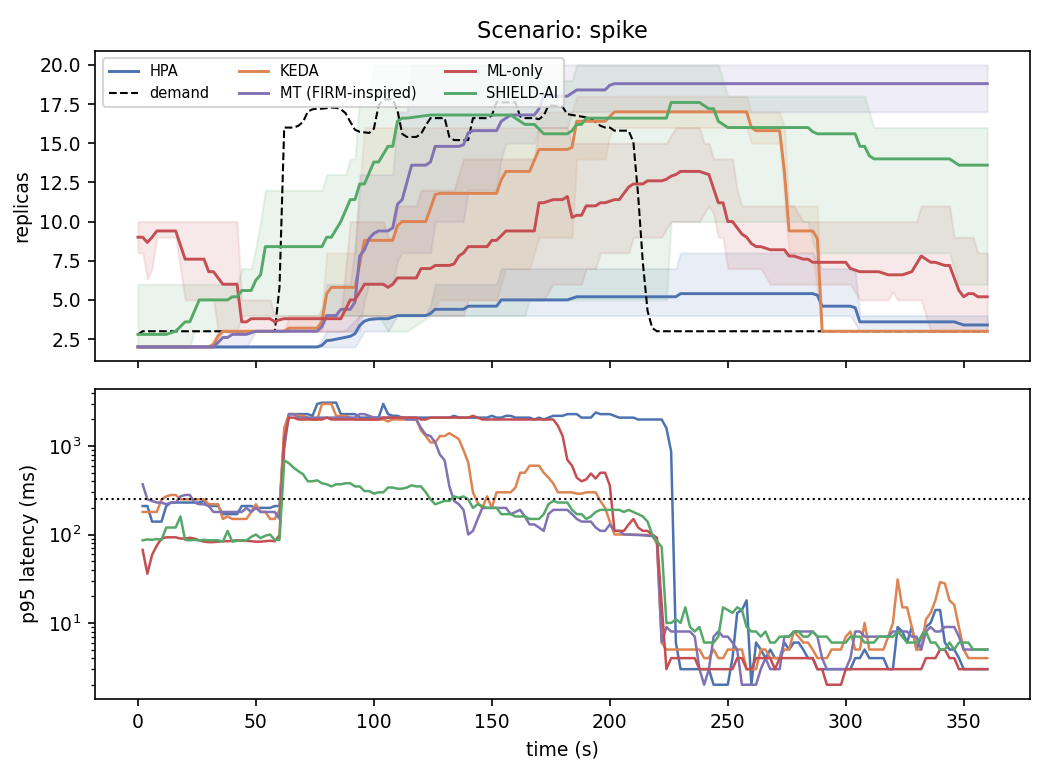 Scenario: spike
HPA KEDA ML-only
demand MT (FIRM-inspired) SHIELD-AI
20.0
17.5
15.0
12.5
10.0
7.5
5.0
2.5
replicas
10³
10²
10¹
p95 latency (ms)
0 50 100 150 200 250 300 350
time (s)